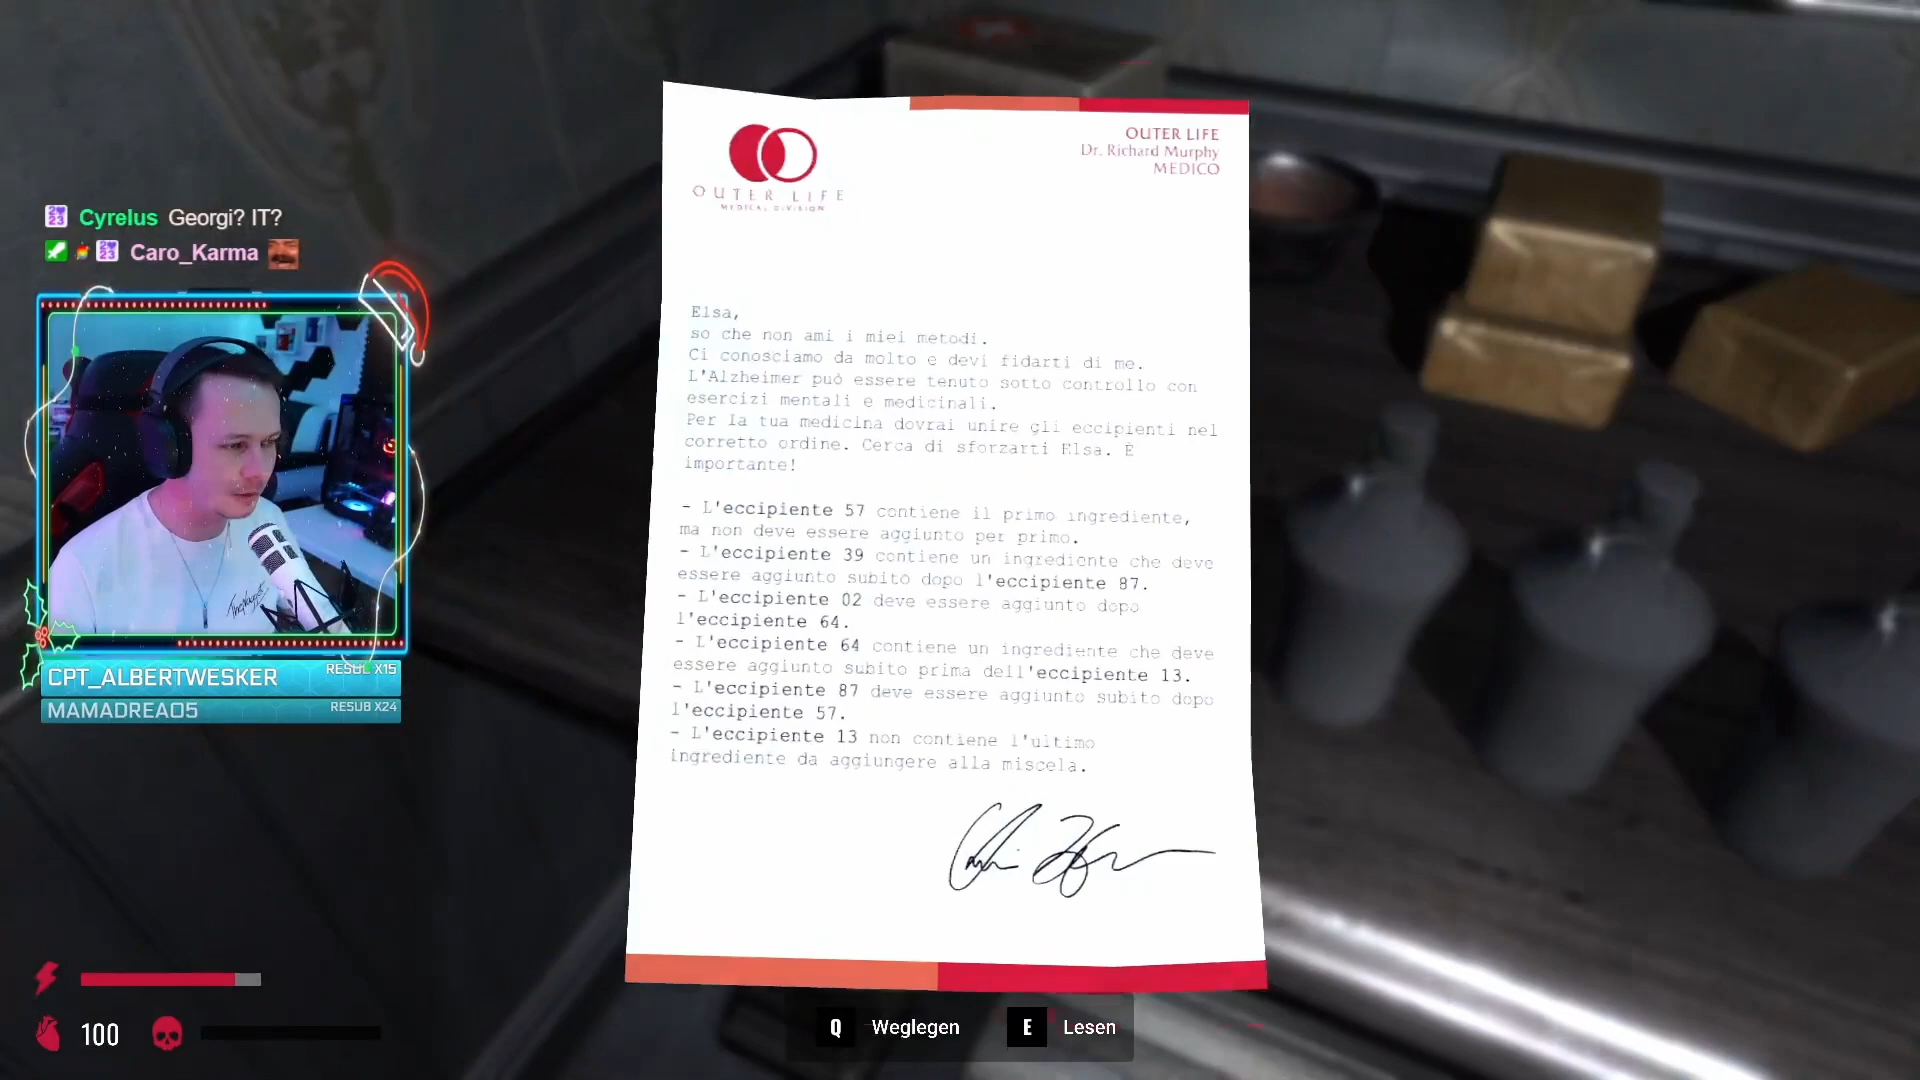 OUTER LIFE
Dr. Richard Murphy
MEDICO
OUTER LIFE
MEDICAL DIVISION
Cyrelus Georgi? IT?
Caro_Karma
Elsa,
so che non ami i miei metodi.
Ci conosciamo da molto e devi fidarti di me.
L'Alzheimer può essere tenuto sotto controllo con
esercizi mentali e medicinali.
Per la tua medicina dovrai unire gli eccipienti nel
corretto ordine. Cerca di sforzarti Elsa. È
importante!
- L'eccipiente 57 contiene il primo ingrediente,
ma non deve essere aggiunto per primo.
- L'eccipiente 39 contiene un ingrediente che deve
essere aggiunto subito dopo l'eccipiente 87.
- L'eccipiente 02 deve essere aggiunto dopo
l'eccipiente 64.
- L'eccipiente 64 contiene un ingrediente che deve
essere aggiunto subito prima dell'eccipiente 13.
- L'eccipiente 87 deve essere aggiunto subito dopo
l'eccipiente 57.
- L'eccipiente 13 non contiene l'ultimo
ingrediente da aggiungere alla miscela.
CPT_ALBERTWESKER RESUB X15
MAMADREA05 RESUB X24
100
Q Weglegen E Lesen